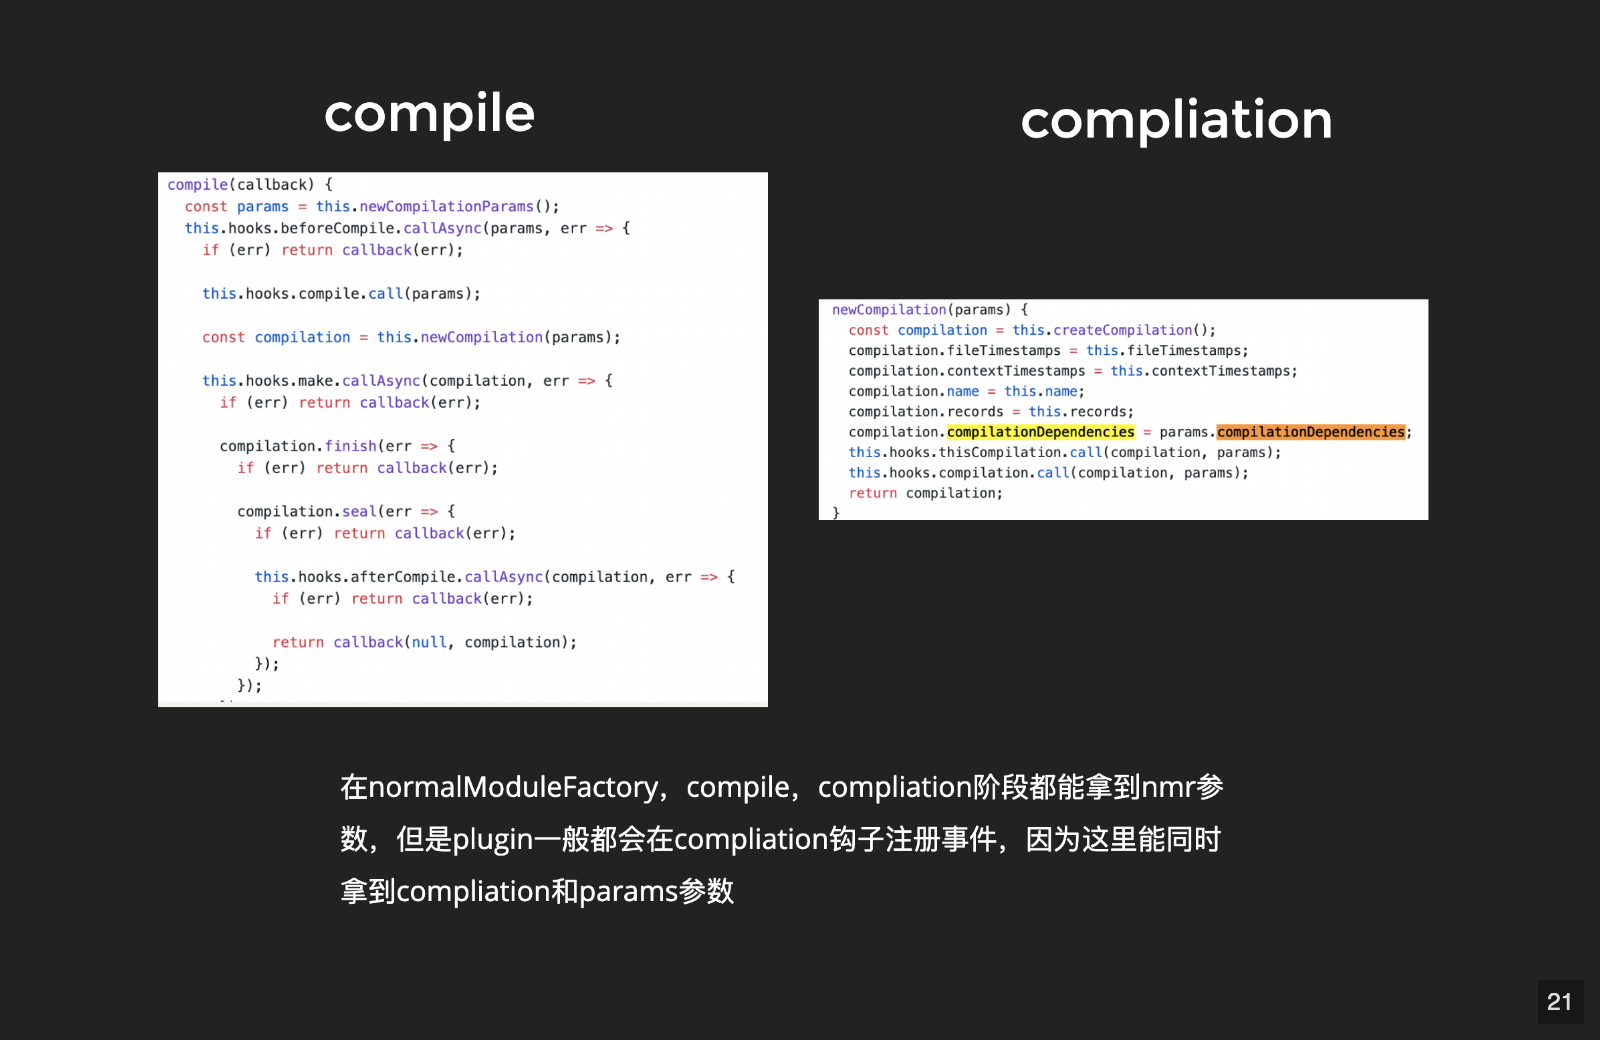 compile
compile(callback) {
const params = this.newCompilationParams();
this.hooks.beforeCompile.callAsync(params, err => {
if (err) return callback(err);
this.hooks.compile.call(params);
const compilation = this.newCompilation(params);
this.hooks.make.callAsync(compilation, err => {
if (err) return callback(err);
compilation.finish(err => {
if (err) return callback(err);
compilation.seal(err => {
if (err) return callback(err);
this.hooks.afterCompile.callAsync(compilation, err => {
if (err) return callback(err);
return callback(null, compilation);
});
});
compliation
newCompilation(params) {
const compilation = this.createCompilation();
compilation.fileTimestamps = this.fileTimestamps;
compilation.contextTimestamps = this.contextTimestamps;
compilation.name = this.name;
compilation.records = this.records;
compilation.compilationDependencies = params.compilationDependencies;
this.hooks.thisCompilation.call(compilation, params);
this.hooks.compilation.call(compilation, params);
return compilation;
}
在normalModuleFactory，compile，compliation阶段都能拿到nmr参
数，但是plugin一般都会在compliation钩子注册事件，因为这里能同时
拿到compliation和params参数
21